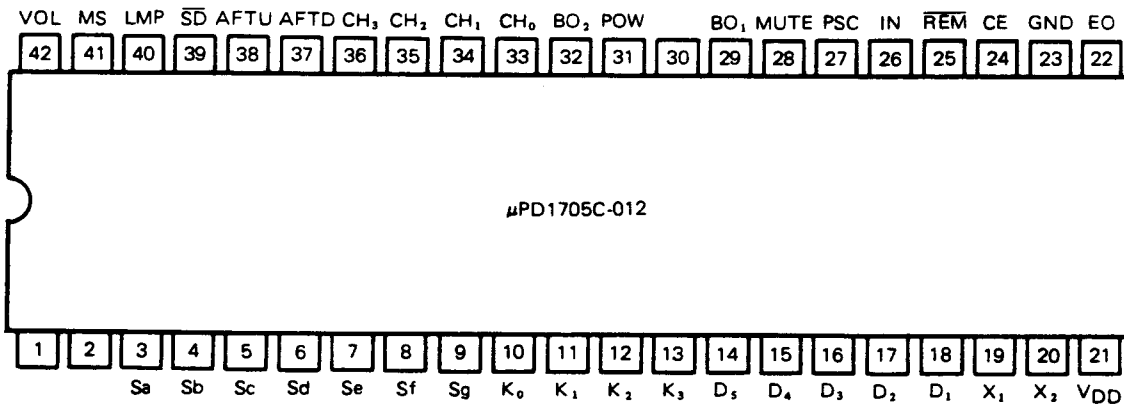 VOL MS LMP S̅D̅ AFTU AFTD CH₃ CH₂ CH₁ CH₀ BO₂ POW BO₁ MUTE PSC IN R̅E̅M̅ CE GND EO
42 41 40 39 38 37 36 35 34 33 32 31 30 29 28 27 26 25 24 23 22
μPD1705C-012
1 2 3 4 5 6 7 8 9 10 11 12 13 14 15 16 17 18 19 20 21
Sa Sb Sc Sd Se Sf Sg K₀ K₁ K₂ K₃ D₅ D₄ D₃ D₂ D₁ X₁ X₂ VDD